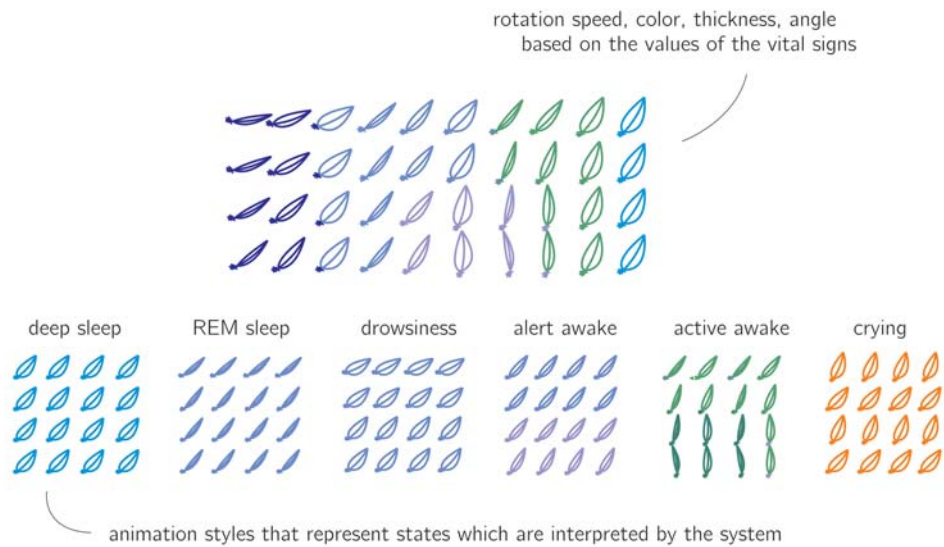 rotation speed, color, thickness, angle
based on the values of the vital signs
deep sleep
REM sleep
drowsiness
alert awake
active awake
crying
animation styles that represent states which are interpreted by the system